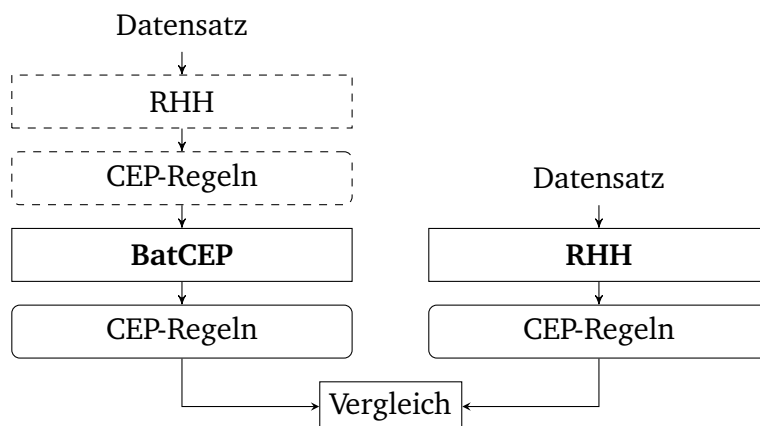 Datensatz
RHH
CEP-Regeln
BatCEP
CEP-Regeln
Datensatz
RHH
CEP-Regeln
Vergleich